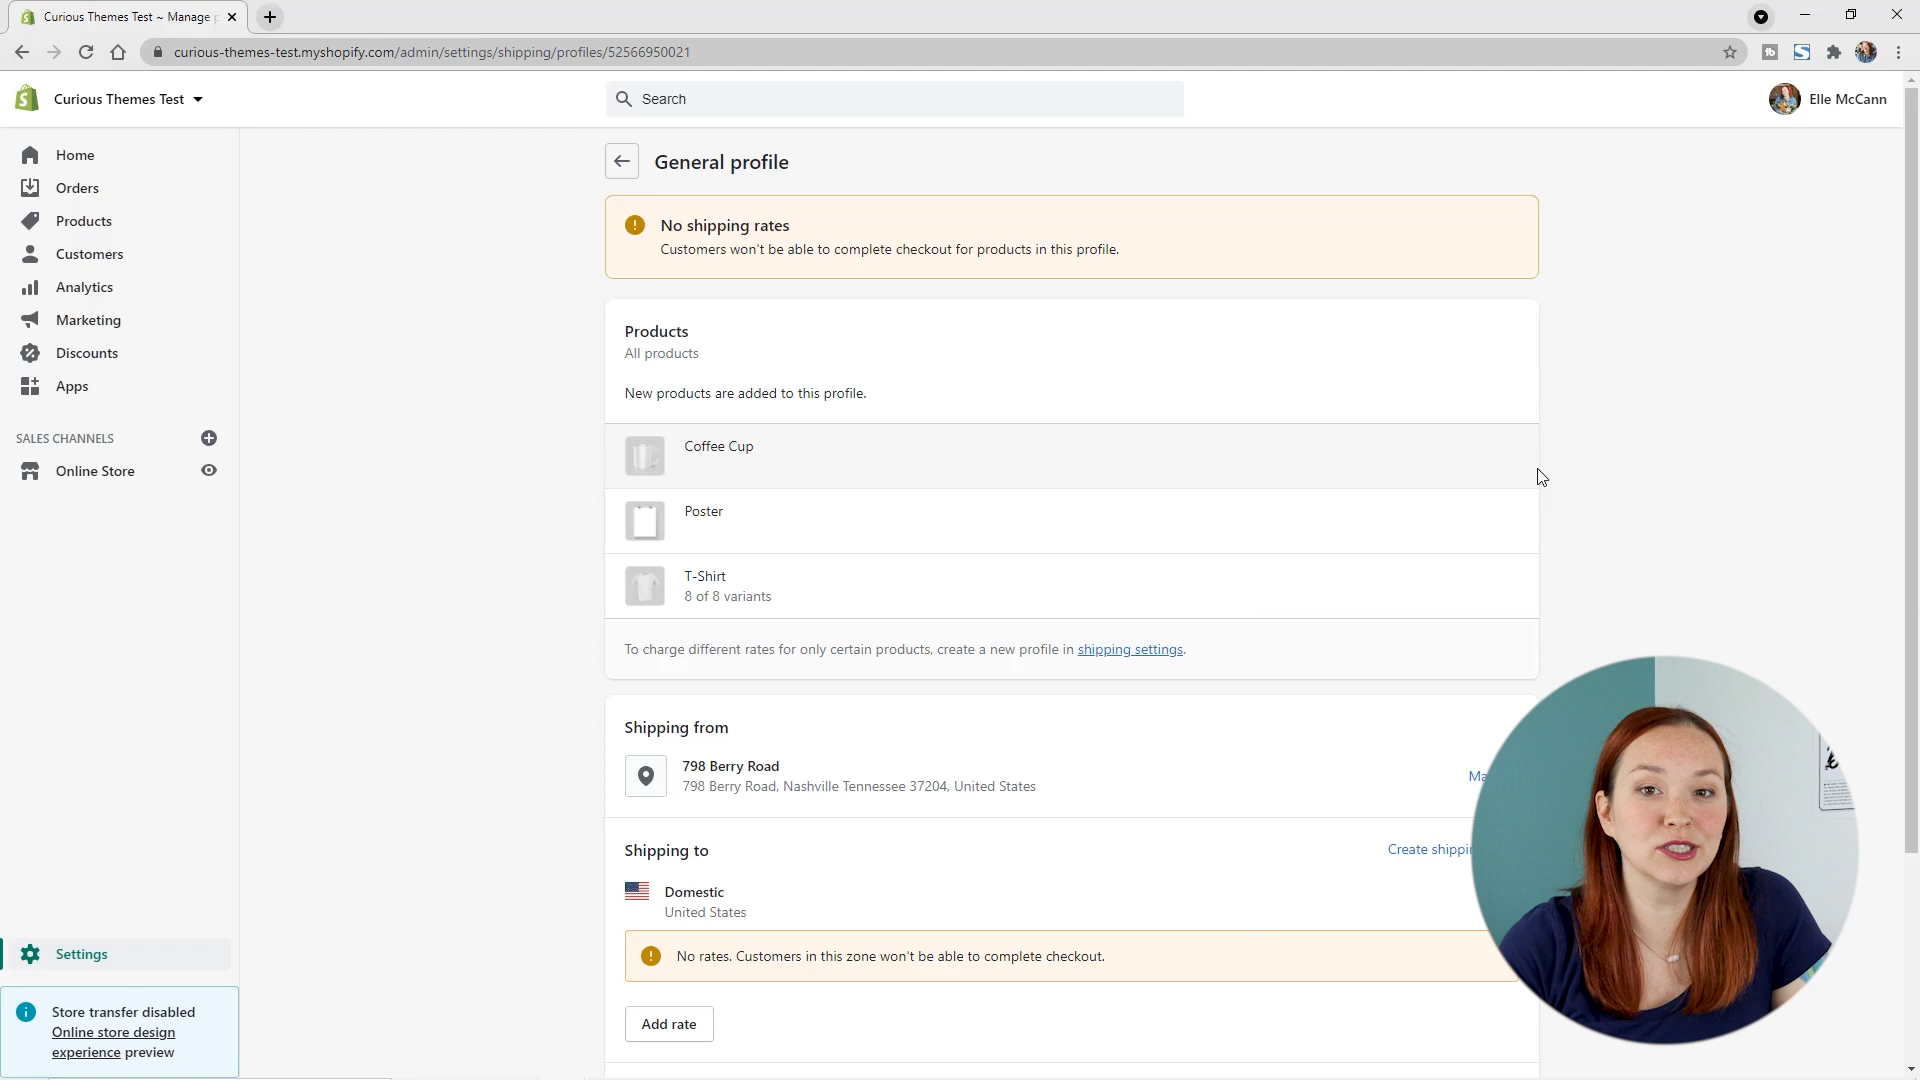 Curious Themes Test ~ Manage
curious-themes-test.myshopify.com/admin/settings/shipping/profiles/52566950021
Curious Themes Test
Search
Elle McCann
Home
Orders
Products
Customers
Analytics
Marketing
Discounts
Apps
SALES CHANNELS
Online Store
Settings
Store transfer disabled
Online store design
experience preview
General profile
No shipping rates
Customers won't be able to complete checkout for products in this profile.
Products
All products
New products are added to this profile.
Coffee Cup
Poster
T-Shirt
8 of 8 variants
To charge different rates for only certain products, create a new profile in shipping settings.
Shipping from
798 Berry Road
798 Berry Road, Nashville Tennessee 37204, United States
Shipping to
Create
Domestic
United States
No rates. Customers in this zone won't be able to complete checkout.
Add rate